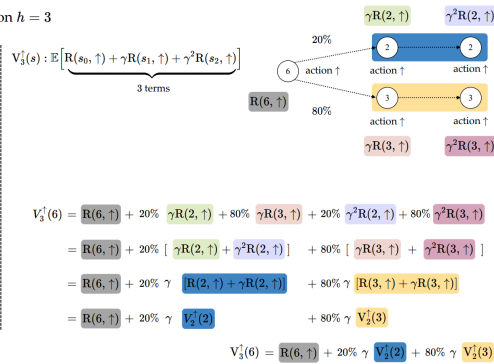 on h = 3
γR(2, ↑) γ²R(2, ↑)
V₃↑(s) : 𝔼[R(s₀, ↑) + γR(s₁, ↑) + γ²R(s₂, ↑)]
3 terms
20%
2 2
6 action ↑ action ↑ action ↑
R(6, ↑)
80%
3 3
action ↑ action ↑
γR(3, ↑) γ²R(3, ↑)
V₃↑(6) = R(6, ↑) + 20% γR(2, ↑) + 80% γR(3, ↑) + 20% γ²R(2, ↑) + 80% γ²R(3, ↑)
= R(6, ↑) + 20% [ γR(2, ↑) + γ²R(2, ↑) ] + 80% [ γR(3, ↑) + γ²R(3, ↑) ]
= R(6, ↑) + 20% γ [R(2, ↑) + γR(2, ↑)] + 80% γ [R(3, ↑) + γR(3, ↑)]
= R(6, ↑) + 20% γ V₂↑(2) + 80% γ V₂↑(3)
V₃↑(6) = R(6, ↑) + 20% γ V₂↑(2) + 80% γ V₂↑(3)